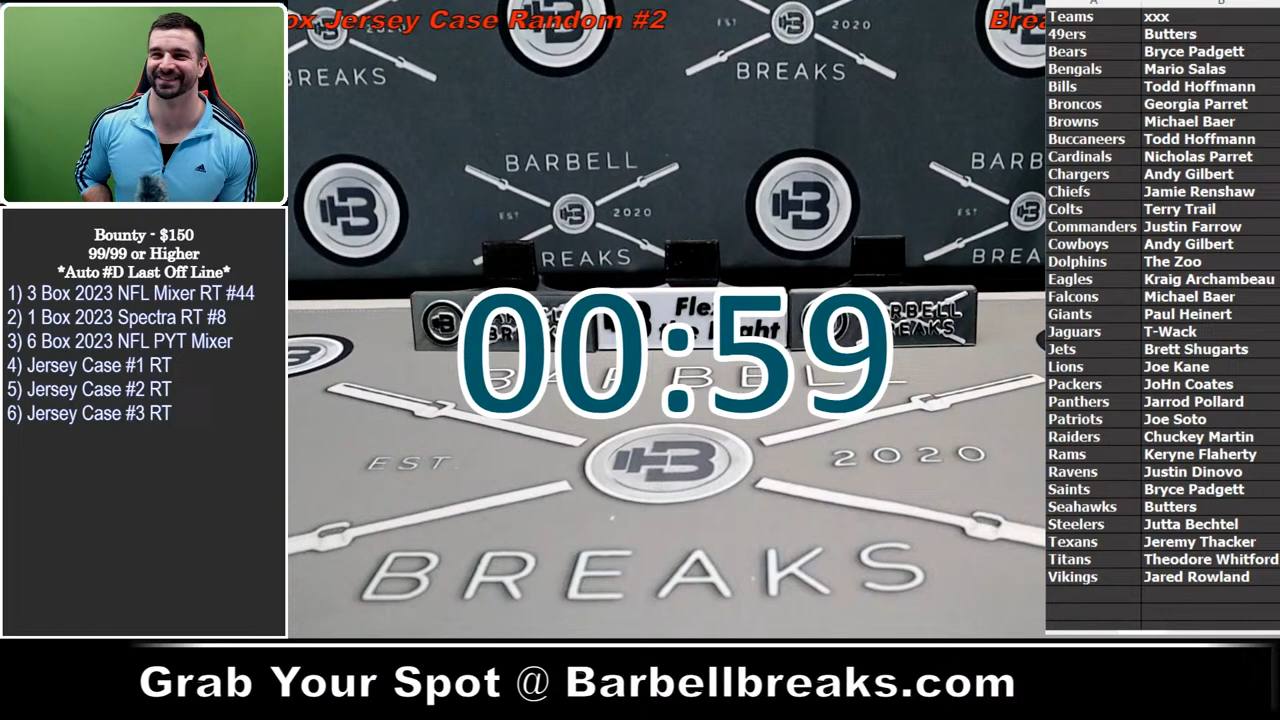 Box Jersey Case Random #2
Brea
EST 2020
BREAKS
BARBELL
EST 2020
BREAKS
00:59
BARBELL
EST. 2020
BREAKS
Bounty - $150
99/99 or Higher
*Auto #D Last Off Line*
1) 3 Box 2023 NFL Mixer RT #44
2) 1 Box 2023 Spectra RT #8
3) 6 Box 2023 NFL PYT Mixer
4) Jersey Case #1 RT
5) Jersey Case #2 RT
6) Jersey Case #3 RT
Teams xxx
49ers Butters
Bears Bryce Padgett
Bengals Mario Salas
Bills Todd Hoffmann
Broncos Georgia Parret
Browns Michael Baer
Buccaneers Todd Hoffmann
Cardinals Nicholas Parret
Chargers Andy Gilbert
Chiefs Jamie Renshaw
Colts Terry Trail
Commanders Justin Farrow
Cowboys Andy Gilbert
Dolphins The Zoo
Eagles Kraig Archambeau
Falcons Michael Baer
Giants Paul Heinert
Jaguars T-Wack
Jets Brett Shugarts
Lions Joe Kane
Packers JoHn Coates
Panthers Jarrod Pollard
Patriots Joe Soto
Raiders Chuckey Martin
Rams Keryne Flaherty
Ravens Justin Dinovo
Saints Bryce Padgett
Seahawks Butters
Steelers Jutta Bechtel
Texans Jeremy Thacker
Titans Theodore Whitford
Vikings Jared Rowland
Grab Your Spot @ Barbellbreaks.com